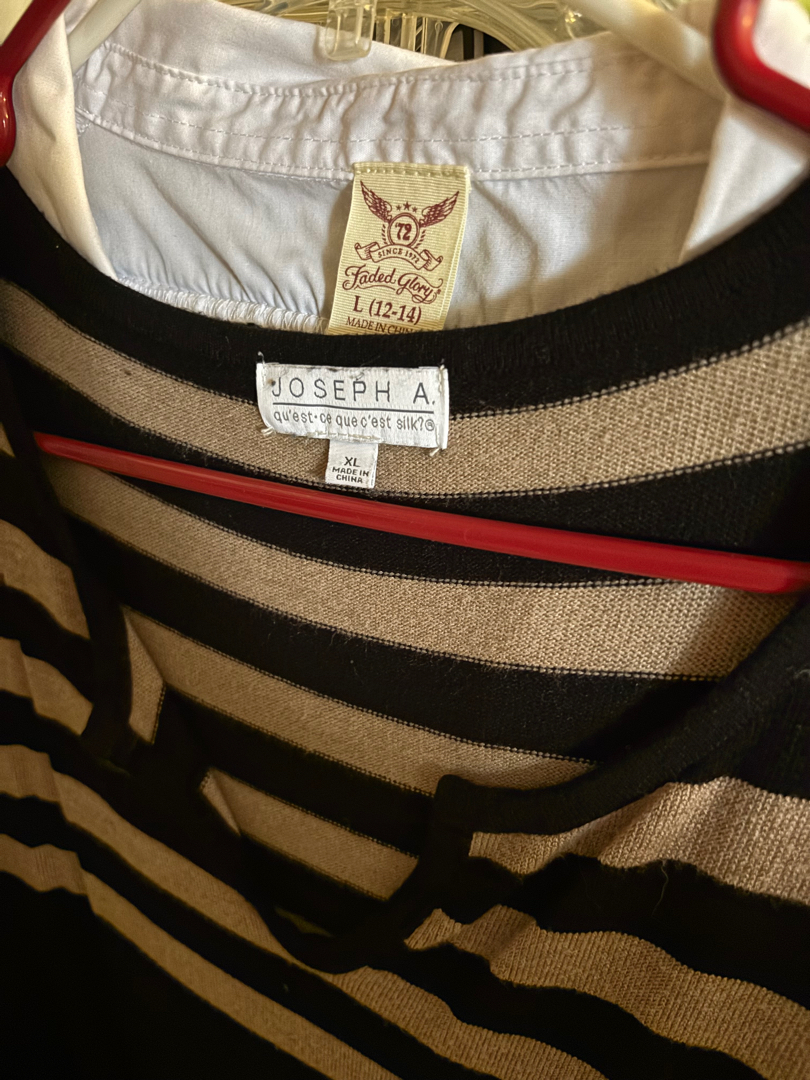 72
SINCE 1972
Faded Glory
L (12-14)
MADE IN CHINA
JOSEPH A.
qu'est·ce que c'est silk?®
XL
MADE IN
CHINA